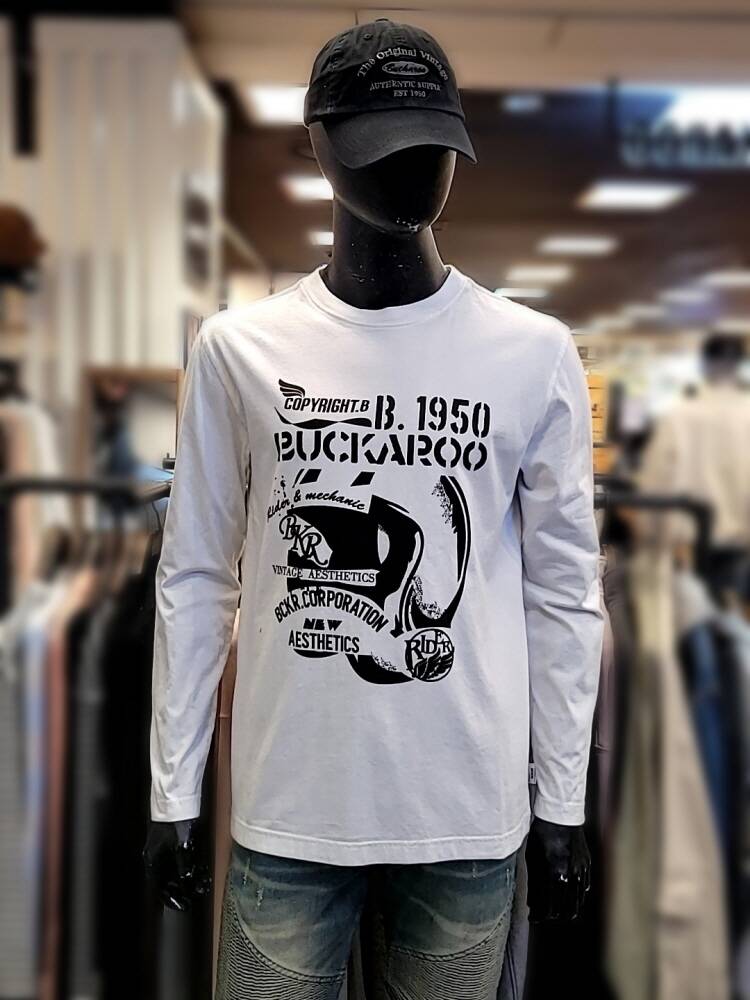 The Original Vintage
Buckaroo
AUTHENTIC SUPPLY
EST 1950
COPYRIGHT.B
B. 1950
BUCKAROO
Rider & mechanic
BKR
VINTAGE AESTHETICS
BCKR.CORPORATION
NEW
AESTHETICS
RIDER